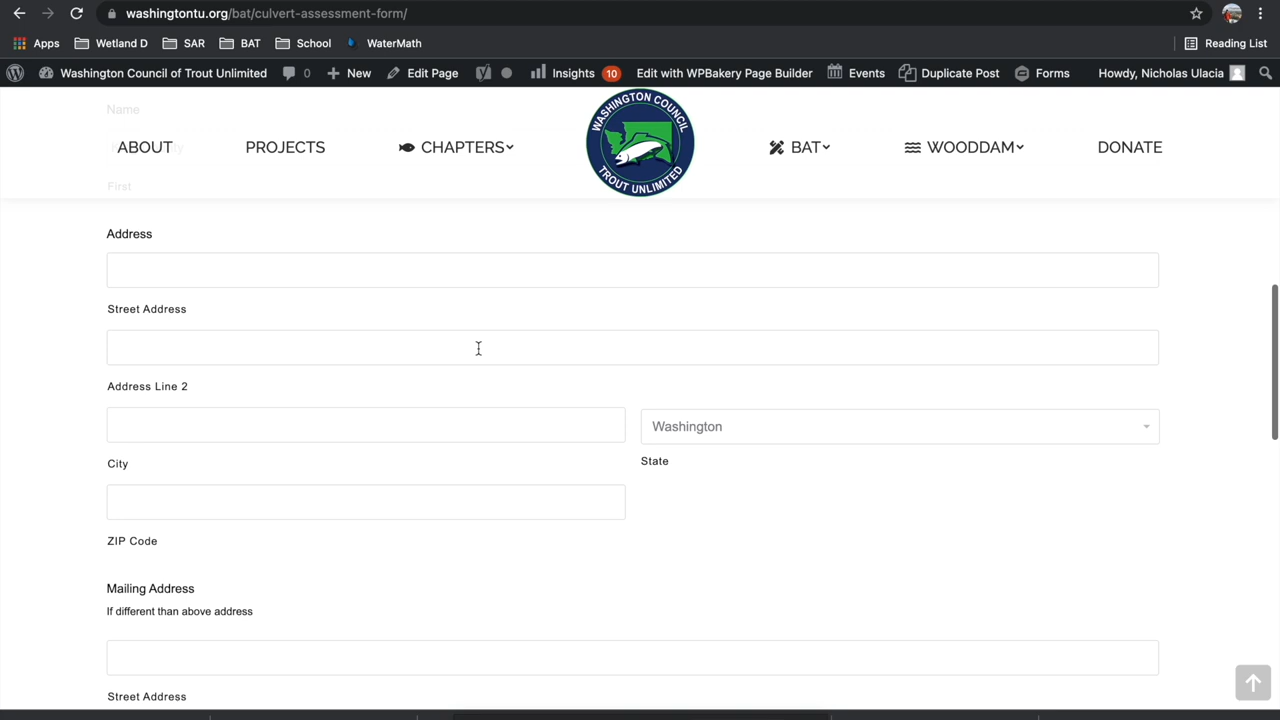 washingtontu.org/bat/culvert-assessment-form/
Apps Wetland D SAR BAT School WaterMath Reading List
Washington Council of Trout Unlimited 0 New Edit Page Insights 10 Edit with WPBakery Page Builder Events Duplicate Post Forms Howdy, Nicholas Ulacia
Name
ABOUT PROJECTS CHAPTERS WASHINGTON COUNCIL TROUT UNLIMITED BAT WOODDAM DONATE
First
Address
Street Address
Address Line 2
Washington
City State
ZIP Code
Mailing Address
If different than above address
Street Address